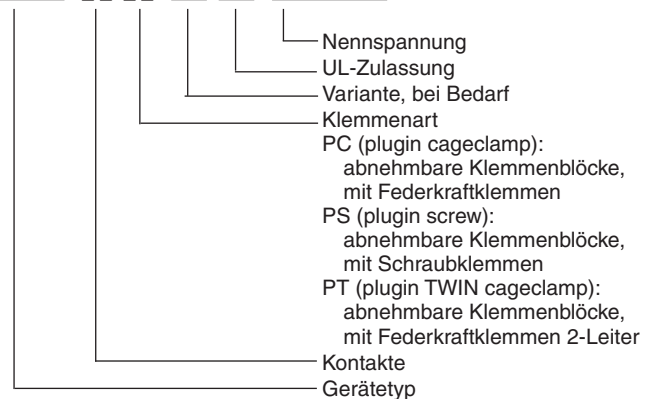 Nennspannung
UL-Zulassung
Variante, bei Bedarf
Klemmenart
PC (plugin cageclamp):
abnehmbare Klemmenblöcke,
mit Federkraftklemmen
PS (plugin screw):
abnehmbare Klemmenblöcke,
mit Schraubklemmen
PT (plugin TWIN cageclamp):
abnehmbare Klemmenblöcke,
mit Federkraftklemmen 2-Leiter
Kontakte
Gerätetyp